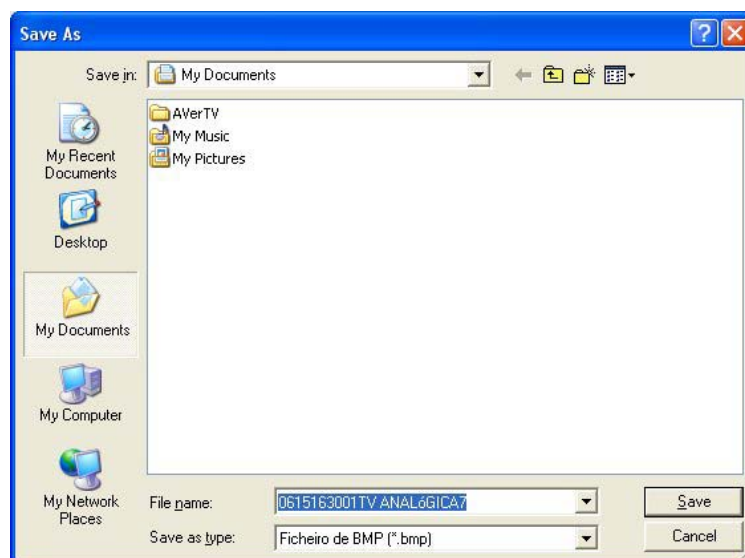 Save As
Save in: My Documents
AVerTV
My Music
My Pictures
My Recent
Documents
Desktop
My Documents
My Computer
My Network
Places
File name: 0615163001TV ANALóGICA7 Save
Save as type: Ficheiro de BMP (*.bmp) Cancel